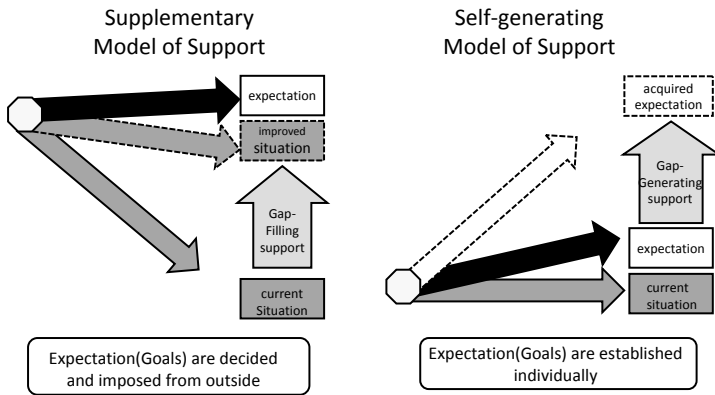 Supplementary
Model of Support
expectation
improved
situation
Gap-
Filling
support
current
Situation
Expectation(Goals) are decided
and imposed from outside
Self-generating
Model of Support
acquired
expectation
Gap-
Generating
support
expectation
current
situation
Expectation(Goals) are established
individually